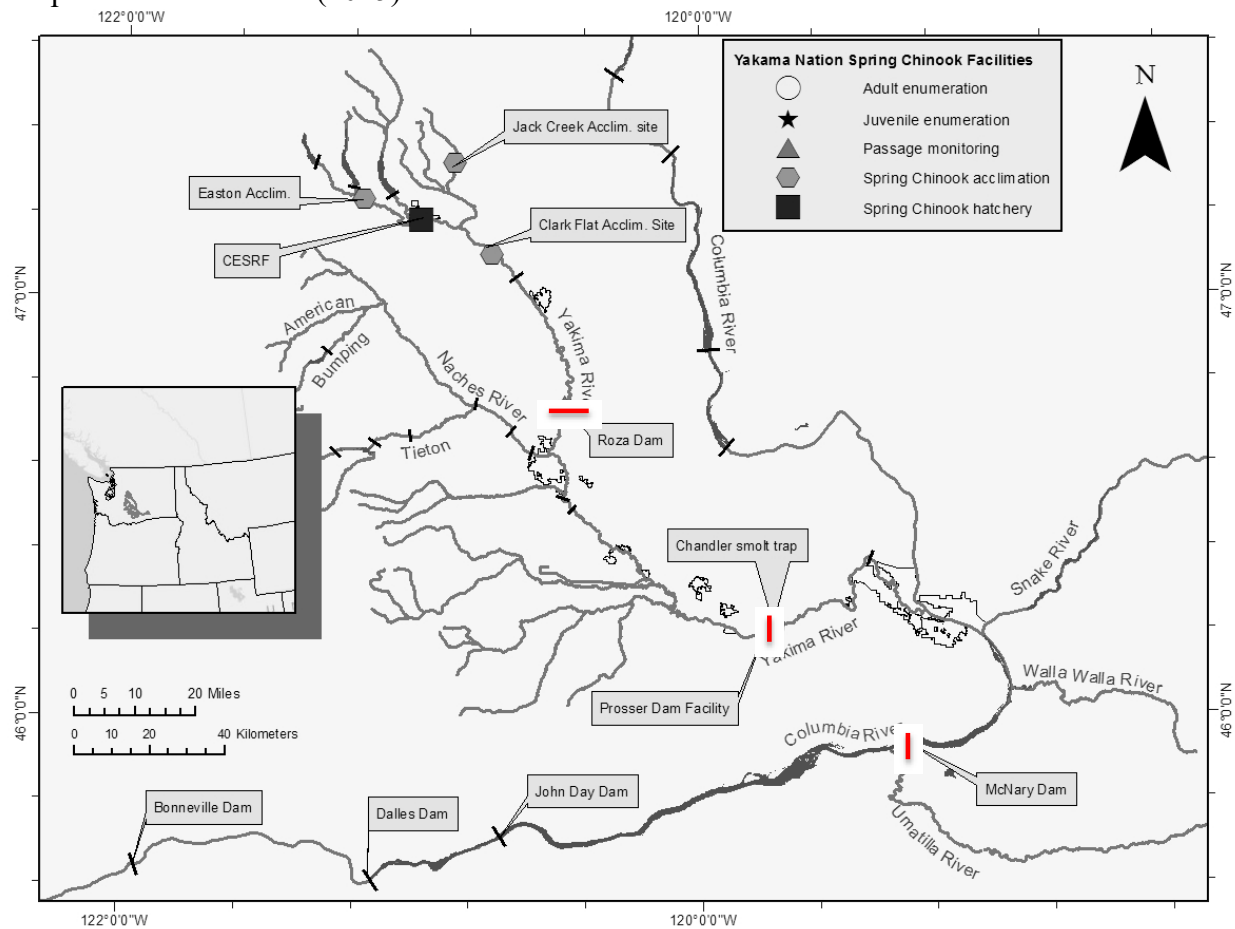 122°0'0"W
120°0'0"W
Yakama Nation Spring Chinook Facilities
Adult enumeration
Juvenile enumeration
Passage monitoring
Spring Chinook acclimation
Spring Chinook hatchery
N
Jack Creek Acclim. site
Easton Acclim.
Clark Flat Acclim. Site
CESRF
Columbia River
47°0'0"N
47°0'0"N
American
Bumping
Yakima River
Naches River
Roza Dam
Tieton
Chandler smolt trap
Snake River
Yakima River
Walla Walla River
Prosser Dam Facility
46°0'0"N
46°0'0"N
0 5 10 20 Miles
0 10 20 40 Kilometers
Columbia River
McNary Dam
John Day Dam
Bonneville Dam
Dalles Dam
Umatilla River
122°0'0"W
120°0'0"W